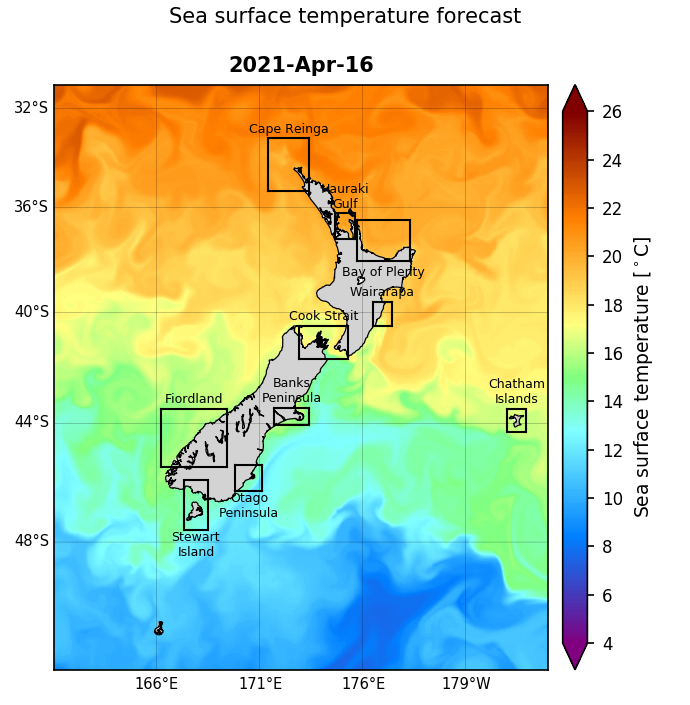 Sea surface temperature forecast
2021-Apr-16
32°S
36°S
40°S
44°S
48°S
166°E
171°E
176°E
179°W
Cape Reinga
Hauraki
Gulf
Bay of Plenty
Wairarapa
Cook Strait
Banks
Peninsula
Fiordland
Chatham
Islands
Otago
Peninsula
Stewart
Island
26
24
22
20
18
16
14
12
10
8
6
4
Sea surface temperature [°C]